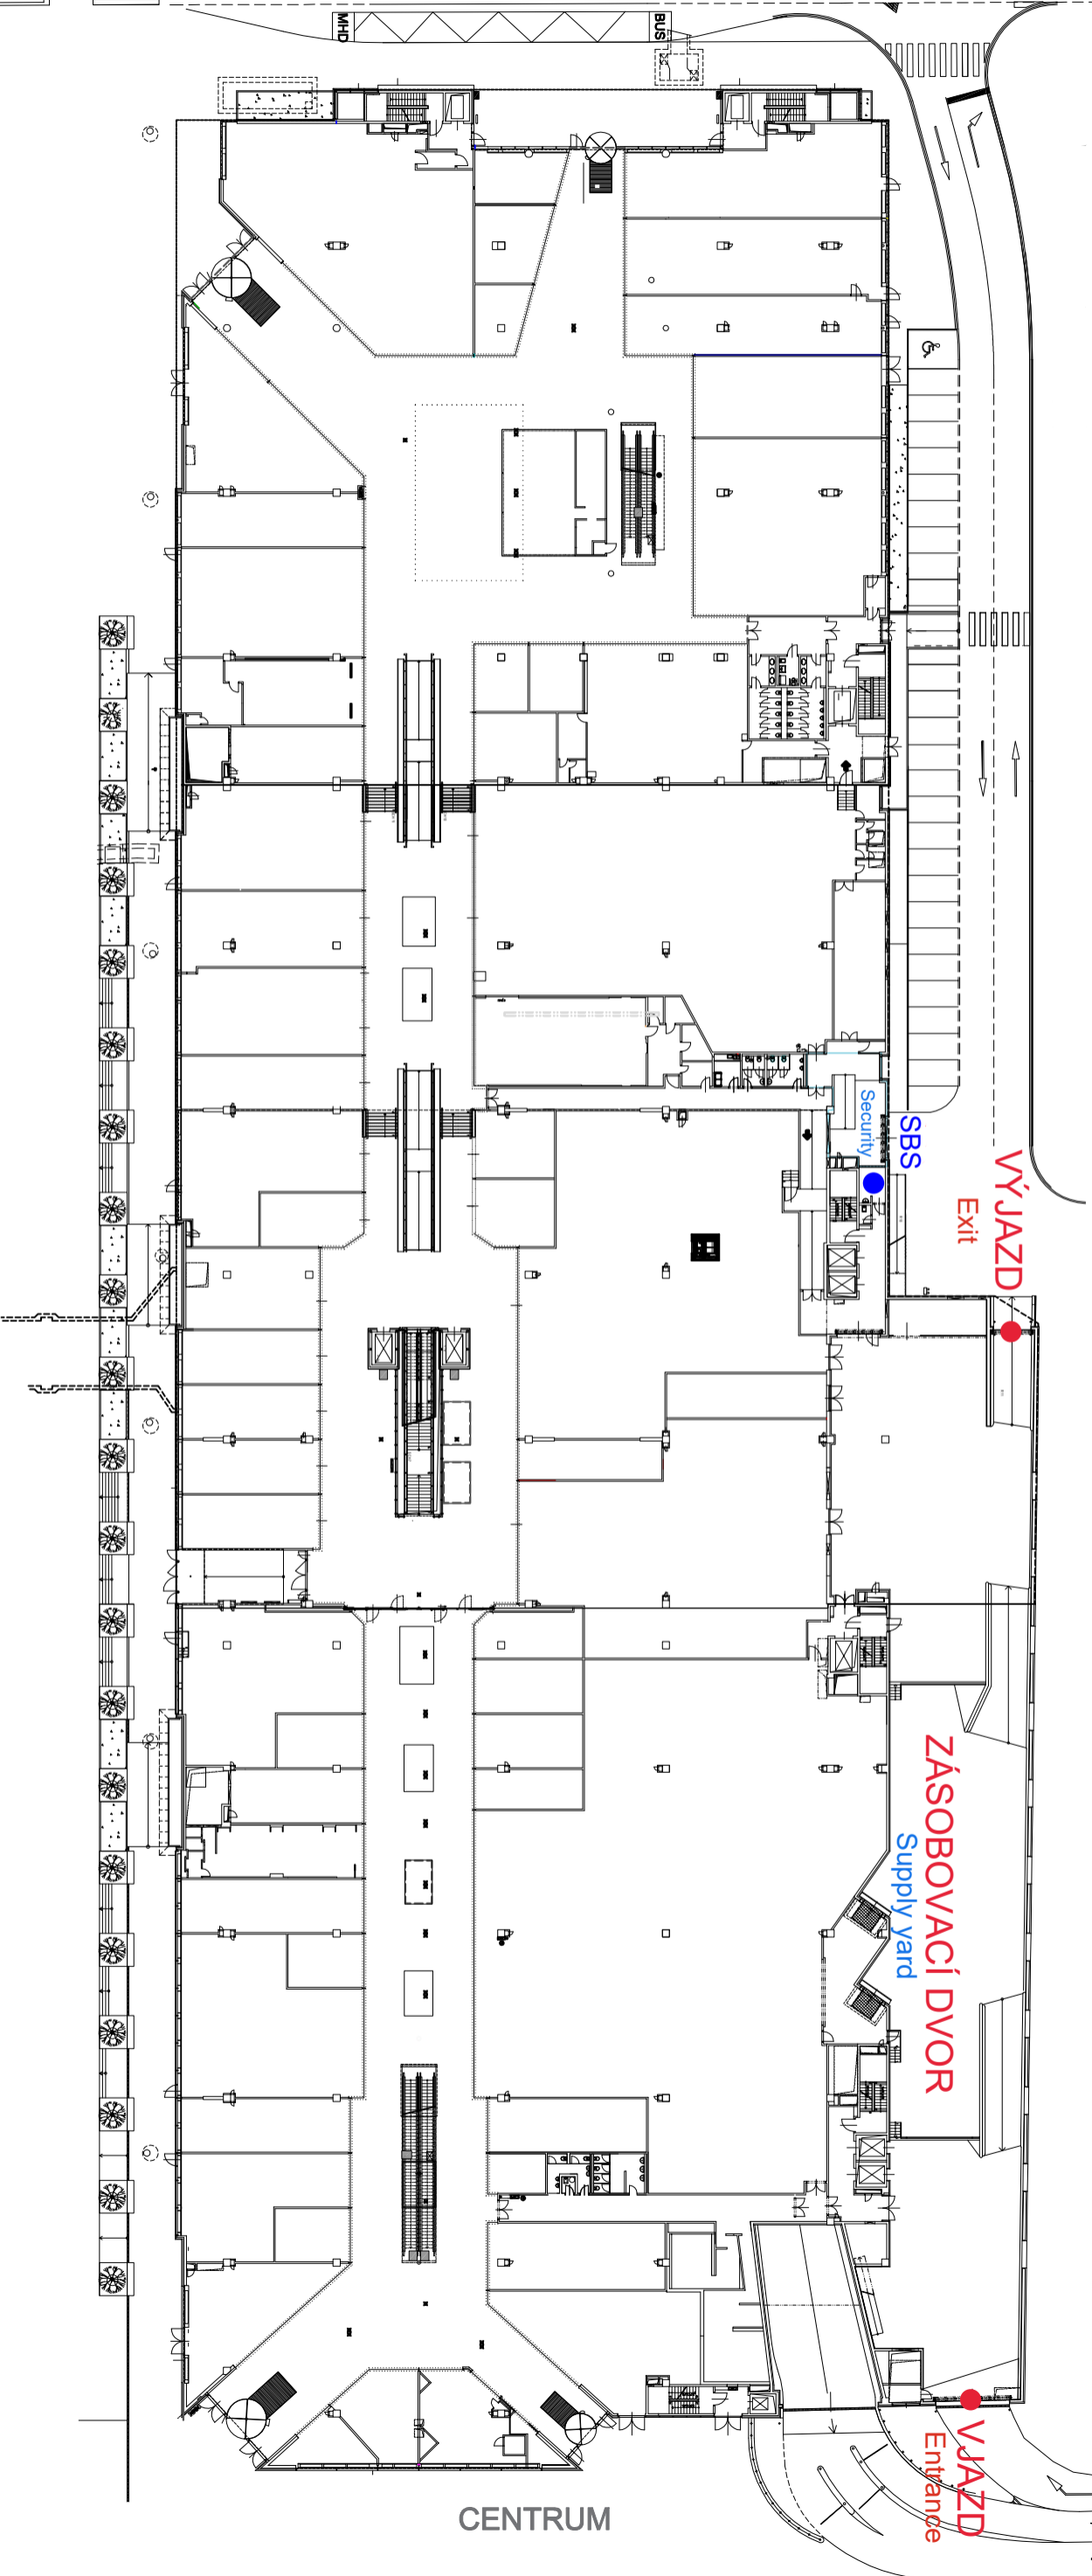 MHD
BUS
SBS
Security
VÝJAZD
Exit
ZÁSOBOVACÍ DVOR
Supply yard
VJAZD
Entrance
CENTRUM